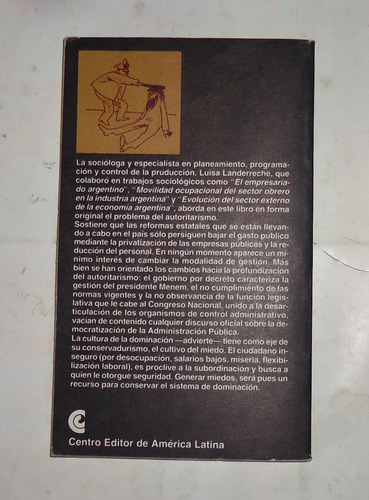 La socióloga y especialista en planeamiento, programa-
ción y control de la pruducción, Luisa Landerreche, que
colaboró en trabajos sociológicos como "El empresaria-
do argentino", "Movilidad ocupacional del sector obrero
en la industria argentina" y "Evolución del sector externo
de la economía argentina", aborda en este libro en forma
original el problema del autoritarismo.
Sostiene que las reformas estatales que se están llevan-
do a cabo en el país sólo persiguen bajar el gasto público
mediante la privatización de las empresas públicas y la re-
ducción del personal. En ningún momento aparece un mí-
nimo interés de cambiar la modalidad de gestión. Más
bien se han orientado los cambios hacia la profundización
del autoritarismo: el gobierno por decreto caracteriza la
gestión del presidente Menem, el no cumplimiento de las
normas vigentes y la no observancia de la función legisla-
tiva que le cabe al Congreso Nacional, unido a la desar-
ticulación de los organismos de control administrativo,
vacían de contenido cualquier discurso oficial sobre la de-
mocratización de la Administración Pública.
La cultura de la dominación —advierte— tiene como eje de
su conservadurismo, el cultivo del miedo. El ciudadano in-
seguro (por desocupación, salarios bajos, miseria, flexibi-
lización laboral), es proclive a la subordinación y busca a
quien le otorgue seguridad. Generar miedos, será pues un
recurso para conservar el sistema de dominación.
Centro Editor de América Latina